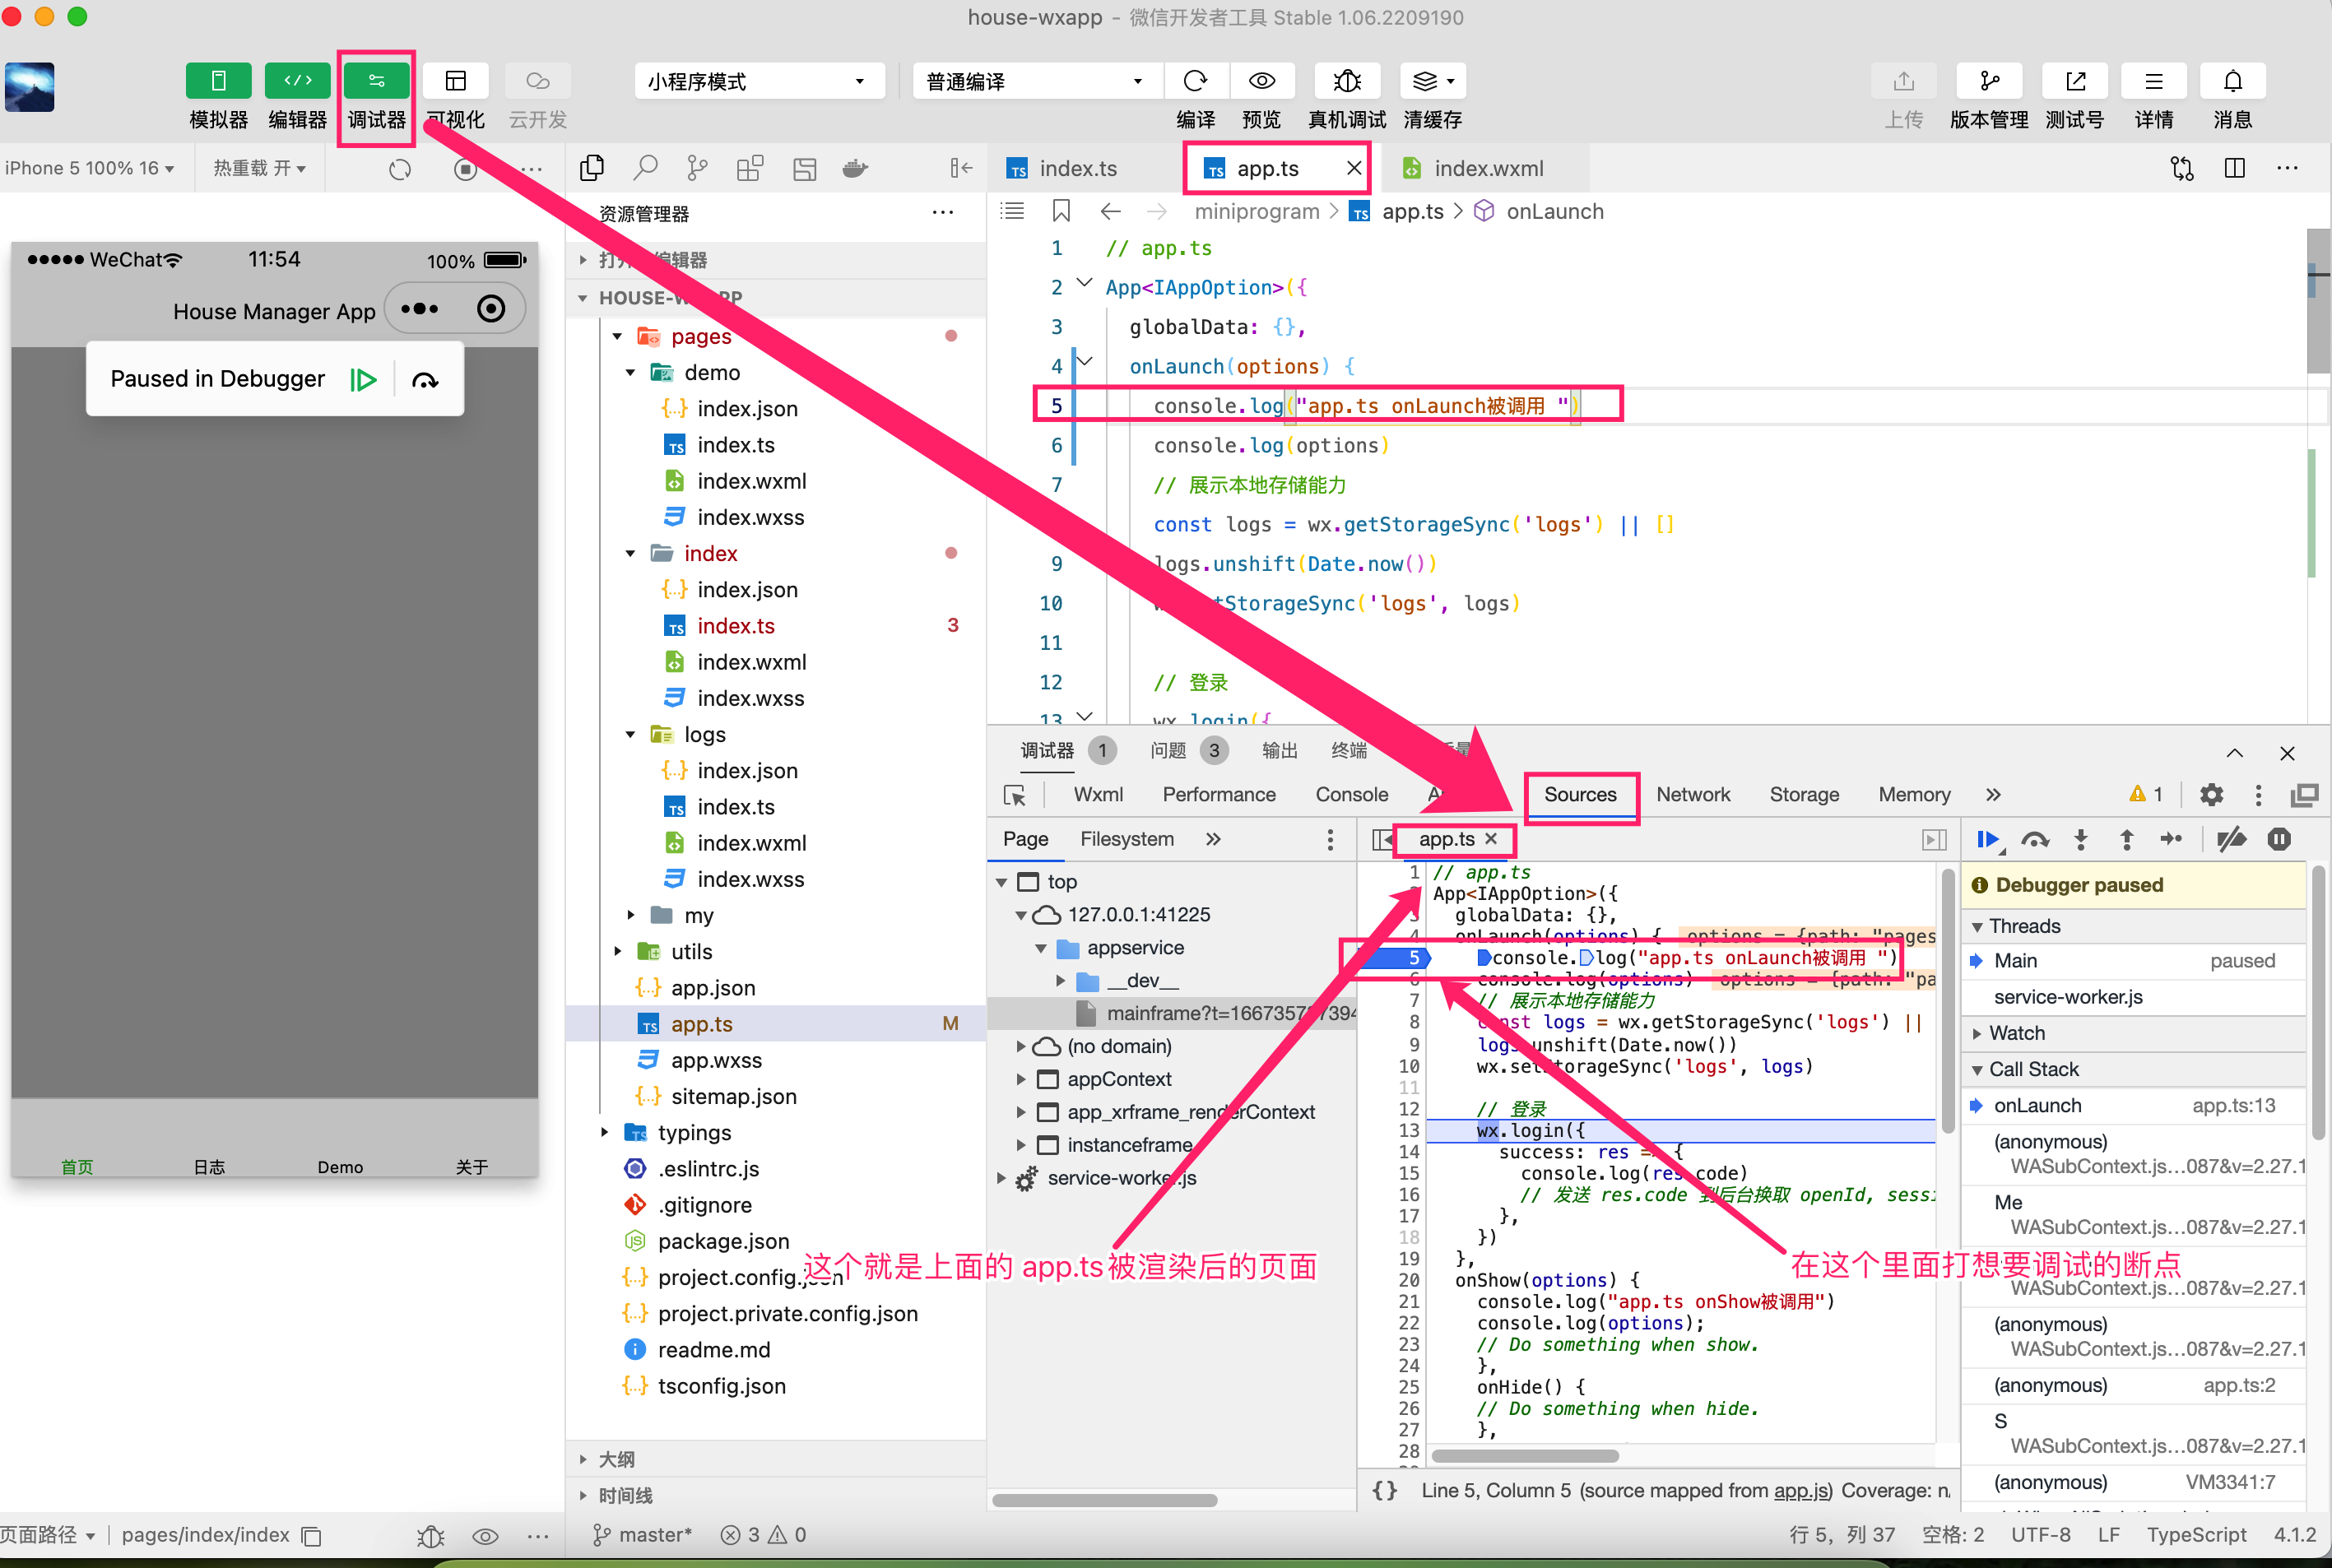 house-wxapp – 微信开发者工具 Stable 1.06.2209190
模拟器 编辑器 调试器 可视化 云开发
小程序模式 普通编译
编译 预览 真机调试 清缓存
上传 版本管理 测试号 详情 消息
iPhone 5 100% 16 热重载 开
WeChat 11:54 100%
House Manager App
Paused in Debugger
首页 日志 Demo 关于
页面路径 pages/index/index
资源管理器
HOUSE-W
pages
demo
index.json
index.ts
index.wxml
index.wxss
index
index.json
index.ts 3
index.wxml
index.wxss
logs
index.json
index.ts
index.wxml
index.wxss
my
utils
app.json
app.ts M
app.wxss
sitemap.json
typings
.eslintrc.js
.gitignore
package.json
project.config.json
project.private.config.json
readme.md
tsconfig.json
大纲
时间线
index.ts app.ts index.wxml
miniprogram > app.ts > onLaunch
1 // app.ts
2 App<IAppOption>({
3 globalData: {},
4 onLaunch(options) {
5 console.log("app.ts onLaunch被调用 ")
6 console.log(options)
7 // 展示本地存储能力
const logs = wx.getStorageSync('logs') || []
9 logs.unshift(Date.now())
10 tStorageSync('logs', logs)
11
12 // 登录
13 wx.login({
调试器 1 问题 3 输出 终端
Wxml Performance Console Sources Network Storage Memory 1
Page Filesystem
top
127.0.0.1:41225
appservice
__dev__
(no domain)
appContext
app_xrframe_renderContext
instanceframe
service-worker.js
app.ts
1 // app.ts
App<IAppOption>({
3 globalData: {},
4 onLaunch(options) { options = {path: "pages
5 console.log("app.ts onLaunch被调用 ")
6 console.log(options) options = {path: "pa
7 // 展示本地存储能力
8 const logs = wx.getStorageSync('logs') ||
9 logs.unshift(Date.now())
10 wx.setStorageSync('logs', logs)
11
12 // 登录
13 wx.login({
14 success: res => {
15 console.log(res.code)
16 // 发送 res.code 到后台换取 openId, sessi
17 },
18 })
19 },
20 onShow(options) {
21 console.log("app.ts onShow被调用")
22 console.log(options);
23 // Do something when show.
24 },
25 onHide() {
26 // Do something when hide.
27 },
28
{} Line 5, Column 5 (source mapped from app.js) Coverage: n
Debugger paused
Threads
Main paused
service-worker.js
Watch
Call Stack
onLaunch app.ts:13
(anonymous)
WASubContext.js…087&v=2.27.1
Me
WASubContext.js…087&v=2.27.1
WASubContext.js…087&v=2.27.1
(anonymous)
WASubContext.js…087&v=2.27.1
(anonymous) app.ts:2
S
WASubContext.js…087&v=2.27.1
(anonymous) VM3341:7
这个就是上面的 app.ts被渲染后的页面
在这个里面打想要调试的断点
master* 3 0
行 5，列 37 空格: 2 UTF-8 LF TypeScript 4.1.2